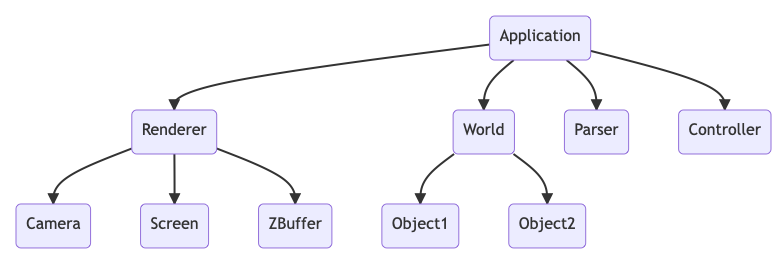 Application
Renderer
World
Parser
Controller
Camera
Screen
ZBuffer
Object1
Object2